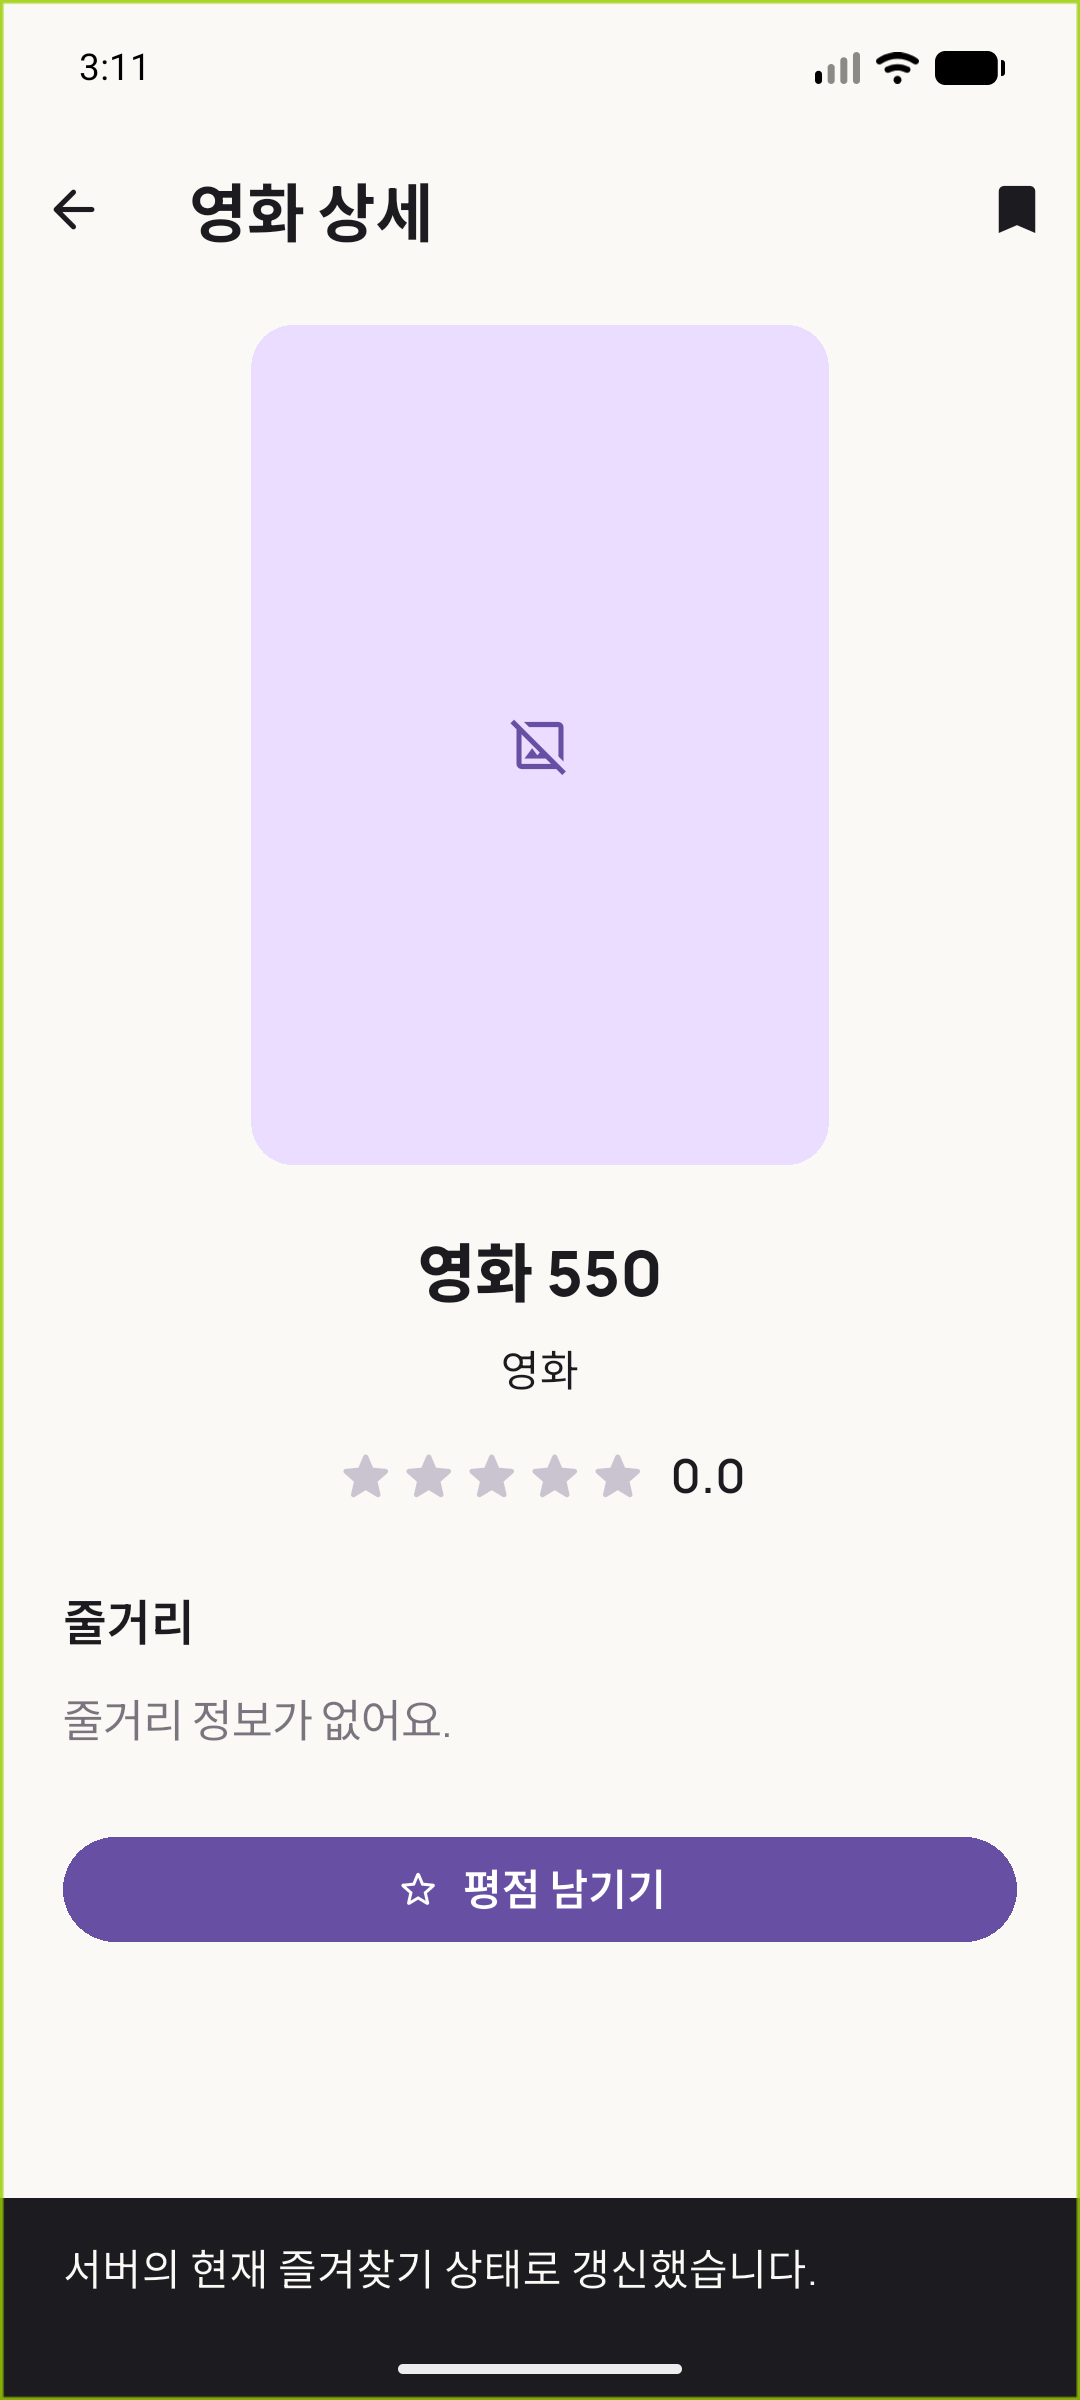 3:11
영화 상세
영화 550
영화
0.0
줄거리
줄거리 정보가 없어요.
평점 남기기
서버의 현재 즐겨찾기 상태로 갱신했습니다.